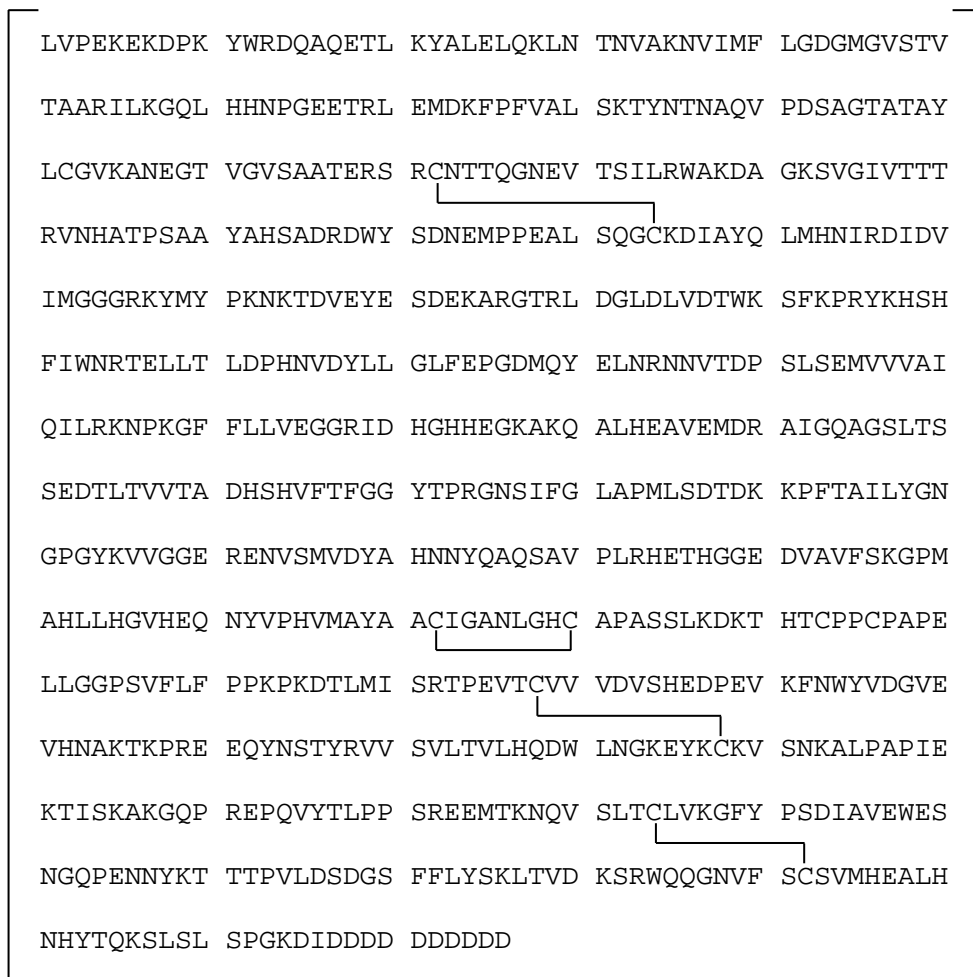 LVPEKEKDPK YWRDQAQETL KYALELQKLN TNVAKNVIMF LGDGMGVSTV
TAARILKGQL HHNPGEETRL EMDKFPFVAL SKTYNTNAQV PDSAGTATAY
LCGVKANEGT VGVSAATERS RCNTTQGNEV TSILRWAKDA GKSVGIVTTT
RVNHATPSAA YAHSADRDWY SDNEMPPEAL SQGCKDIAYQ LMHNIRDIDV
IMGGGRKYMY PKNKTDVEYE SDEKARGTRL DGLDLVDTWK SFKPRYKHSH
FIWNRTELLT LDPHNVDYLL GLFEPGDMQY ELNRNNVTDP SLSEMVVVAI
QILRKNPKGF FLLVEGGRID HGHHEGKAKQ ALHEAVEMDR AIGQAGSLTS
SEDTLTVVTA DHSHVFTFGG YTPRGNSIFG LAPMLSDTDK KPFTAILYGN
GPGYKVVGGE RENVSMVDYA HNNYQAQSAV PLRHETHGGE DVAVFSKGPM
AHLLHGVHEQ NYVPHVMAYA ACIGANLGHC APASSLKDKT HTCPPCPAPE
LLGGPSVFLF PPKPKDTLMI SRTPEVTCVV VDVSHEDPEV KFNWYVDGVE
VHNAKTKPRE EQYNSTYRVV SVLTVLHQDW LNGKEYKCKV SNKALPAPIE
KTISKAKGQP REPQVYTLPP SREEMTKNQV SLTCLVKGFY PSDIAVEWES
NGQPENNYKT TTPVLDSDGS FFLYSKLTVD KSRWQQGNVF SCSVMHEALH
NHYTQKSLSL SPGKDIDDDD DDDDDD